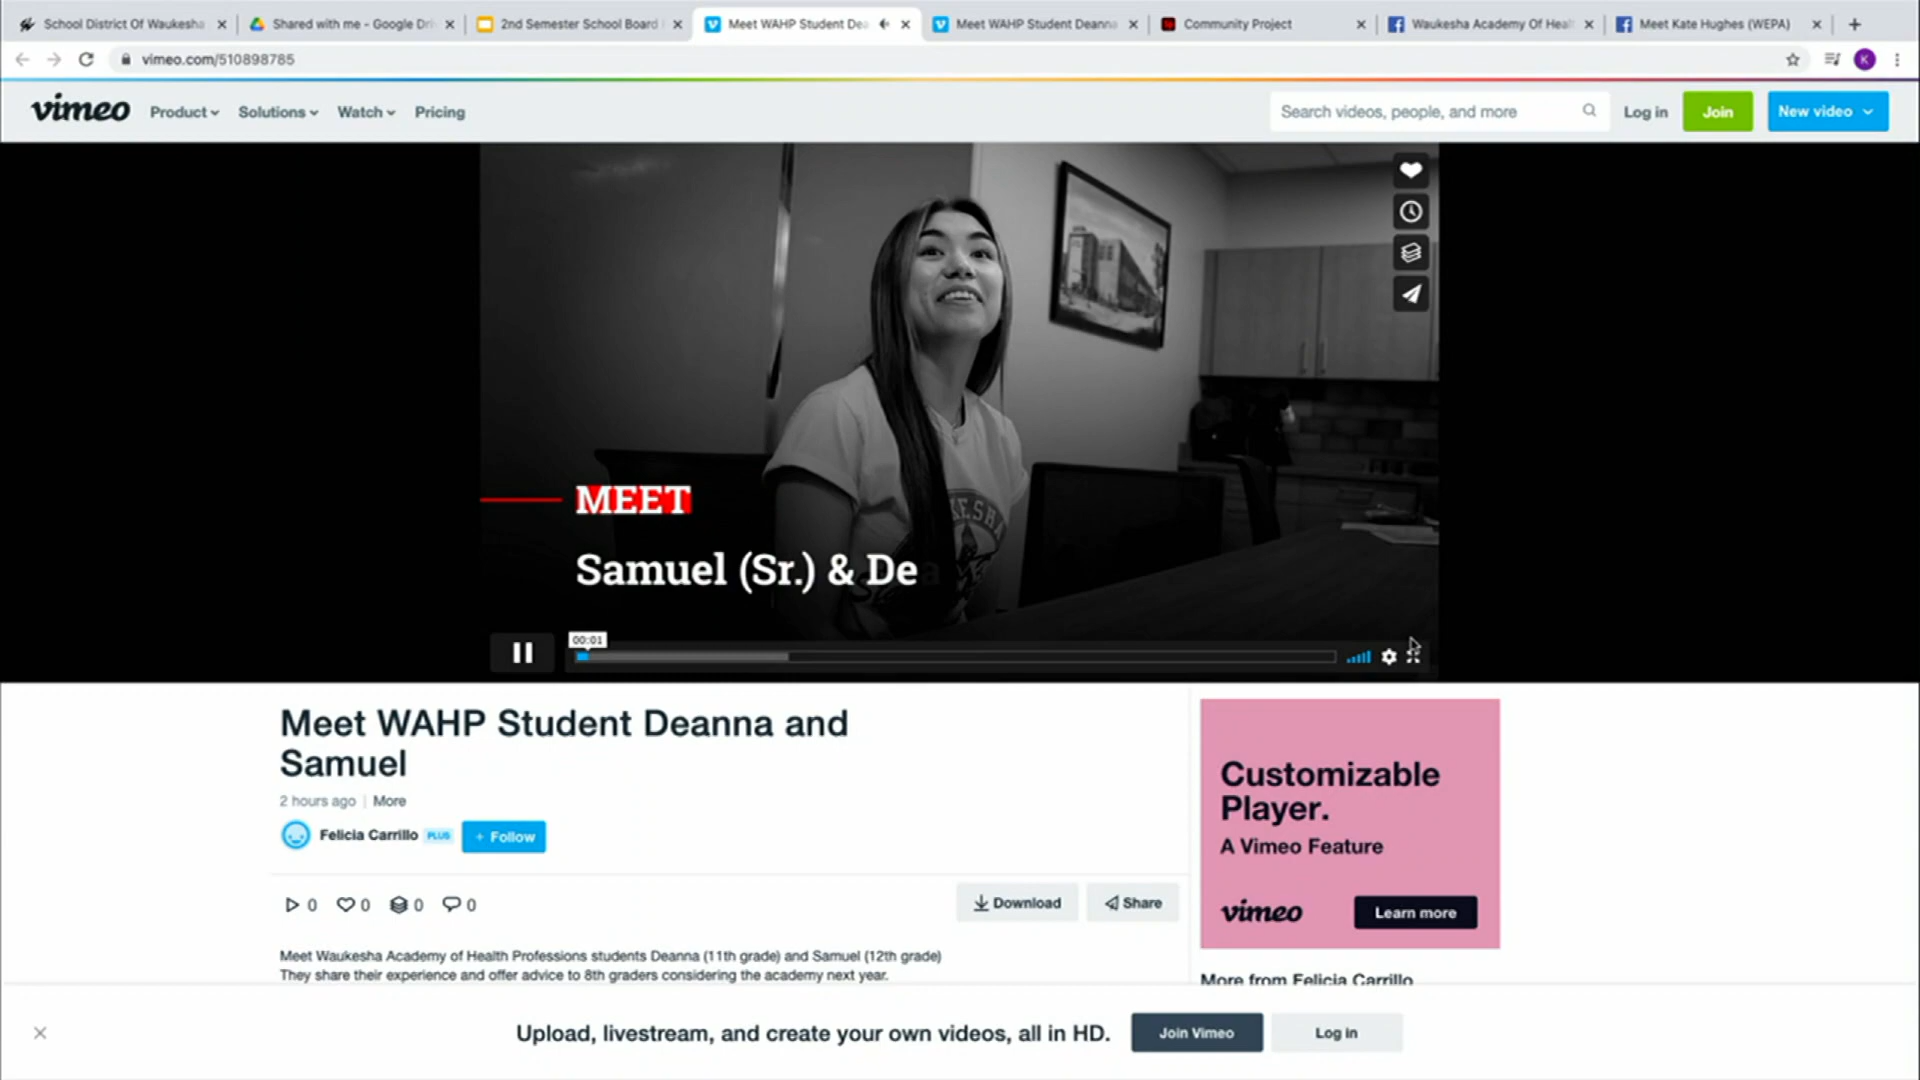 School District Of Waukesha
Shared with me - Google Dri
2nd Semester School Board
Meet WAHP Student Dea
Meet WAHP Student Deanna
Community Project
Waukesha Academy Of Heal
Meet Kate Hughes (WEPA)
vimeo.com/510898785
K
vimeo
Product
Solutions
Watch
Pricing
Search videos, people, and more
Log in
Join
New video
MEET
Samuel (Sr.) & De
00:01
Meet WAHP Student Deanna and
Samuel
2 hours ago | More
Felicia Carrillo PLUS + Follow
0 0 0 0
Download
Share
Meet Waukesha Academy of Health Professions students Deanna (11th grade) and Samuel (12th grade)
They share their experience and offer advice to 8th graders considering the academy next year.
Customizable
Player.
A Vimeo Feature
vimeo
Learn more
More from Felicia Carrillo
Upload, livestream, and create your own videos, all in HD.
Join Vimeo
Log in